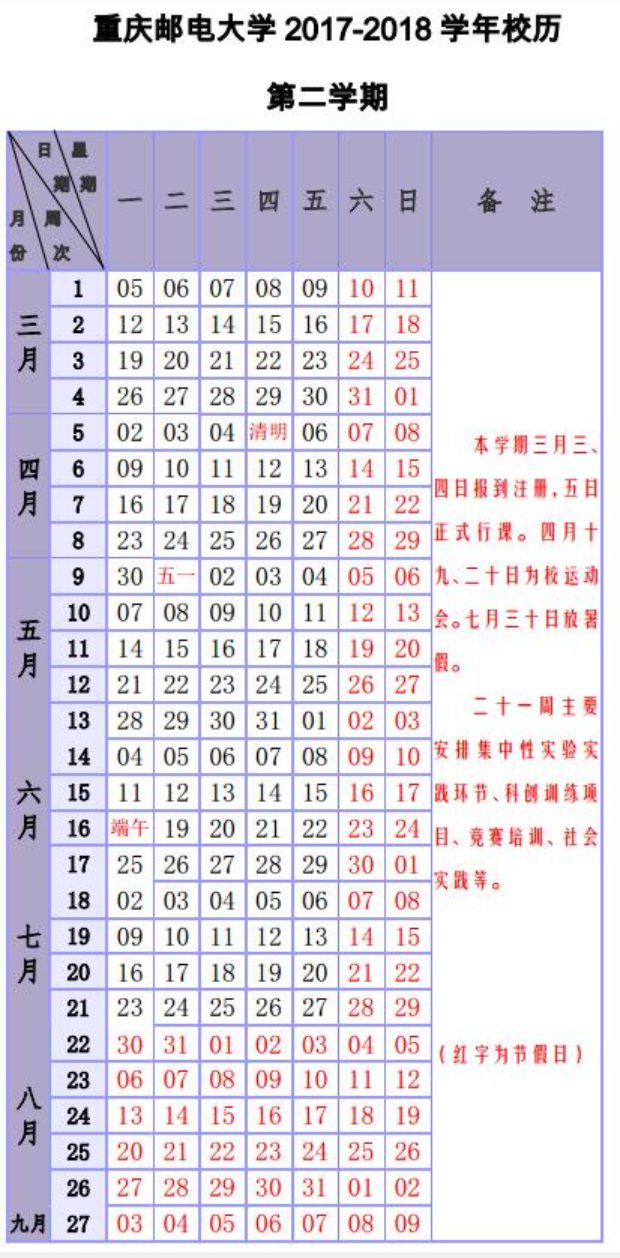 重庆邮电大学 2017-2018 学年校历
第二学期
日 星
期 期
月 周
份 次
一 二 三 四 五 六 日 备 注
三月
1 05 06 07 08 09 10 11
2 12 13 14 15 16 17 18
3 19 20 21 22 23 24 25
4 26 27 28 29 30 31 01
四月
5 02 03 04 清明 06 07 08
6 09 10 11 12 13 14 15
7 16 17 18 19 20 21 22
8 23 24 25 26 27 28 29
五月
9 30 五一 02 03 04 05 06
10 07 08 09 10 11 12 13
11 14 15 16 17 18 19 20
12 21 22 23 24 25 26 27
13 28 29 30 31 01 02 03
六月
14 04 05 06 07 08 09 10
15 11 12 13 14 15 16 17
16 端午 19 20 21 22 23 24
17 25 26 27 28 29 30 01
七月
18 02 03 04 05 06 07 08
19 09 10 11 12 13 14 15
20 16 17 18 19 20 21 22
21 23 24 25 26 27 28 29
八月
22 30 31 01 02 03 04 05
23 06 07 08 09 10 11 12
24 13 14 15 16 17 18 19
25 20 21 22 23 24 25 26
26 27 28 29 30 31 01 02
九月 27 03 04 05 06 07 08 09
本学期三月三、
四日报到注册,五日
正式行课。四月十
九、二十日为校运动
会。七月三十日放暑
假。
二十一周主要
安排集中性实验实
践环节、科创训练项
目、竞赛培训、社会
实践等。
(红字为节假日)